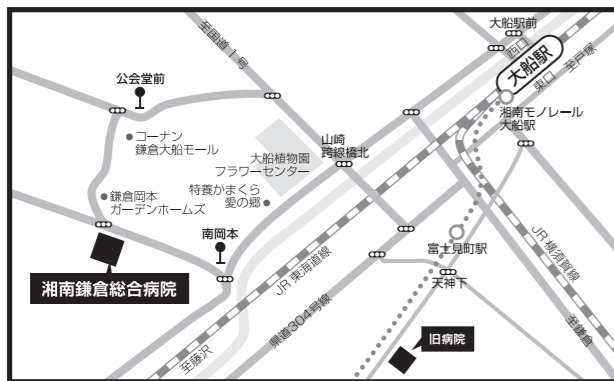 大船駅前
西口
大船駅
東口
至戸塚
至国道1号
公会堂前
湘南モノレール
大船駅
コーナン
鎌倉大船モール
山崎
跨線橋北
大船植物園
フラワーセンター
特養かまくら
愛の郷
鎌倉岡本
ガーデンホームズ
南岡本
湘南鎌倉総合病院
JR東海道線
富士見町駅
JR横須賀線
天神下
県道304号線
旧病院
至鎌倉
至藤沢